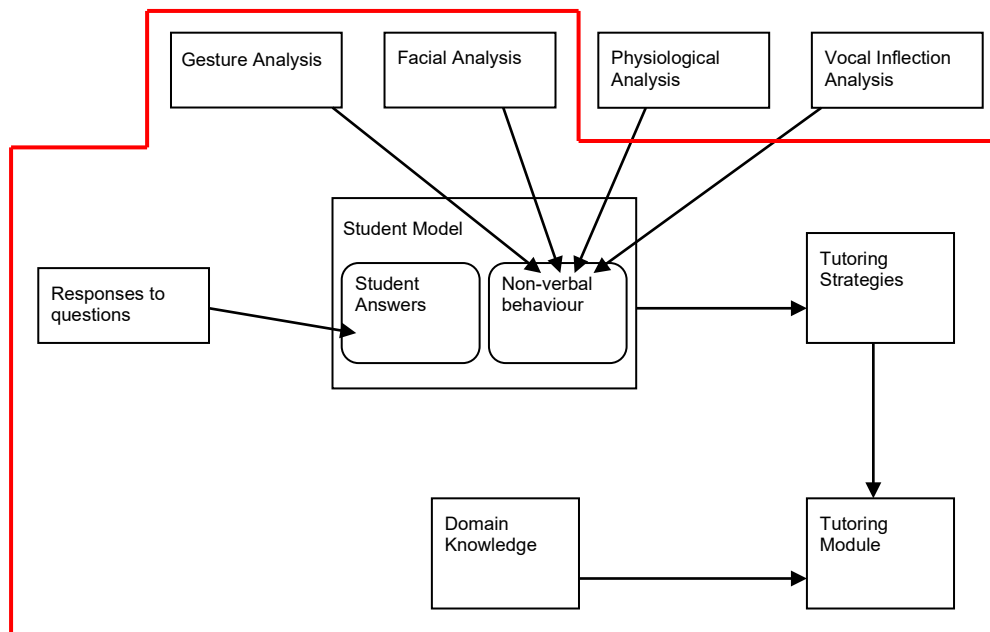 Gesture Analysis
Facial Analysis
Physiological
Analysis
Vocal Inflection
Analysis
Student Model
Student
Answers
Non-verbal
behaviour
Tutoring
Strategies
Responses to
questions
Domain
Knowledge
Tutoring
Module